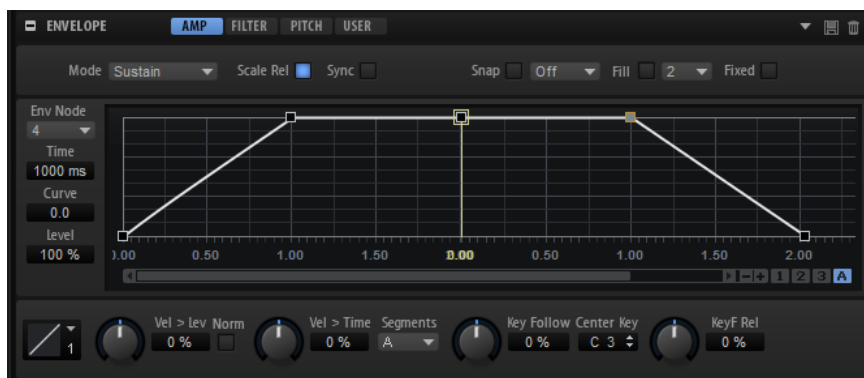 ENVELOPE AMP FILTER PITCH USER
Mode Sustain Scale Rel Sync Snap Off Fill 2 Fixed
Env Node
4
Time
1000 ms
Curve
0.0
Level
100 %
0.00 0.50 1.00 1.50 0.00 0.50 1.00 1.50 2.00
- + 1 2 3 A
1
Vel > Lev Norm Vel > Time Segments Key Follow Center Key KeyF Rel
0 % 0 % A 0 % C 3 0 %